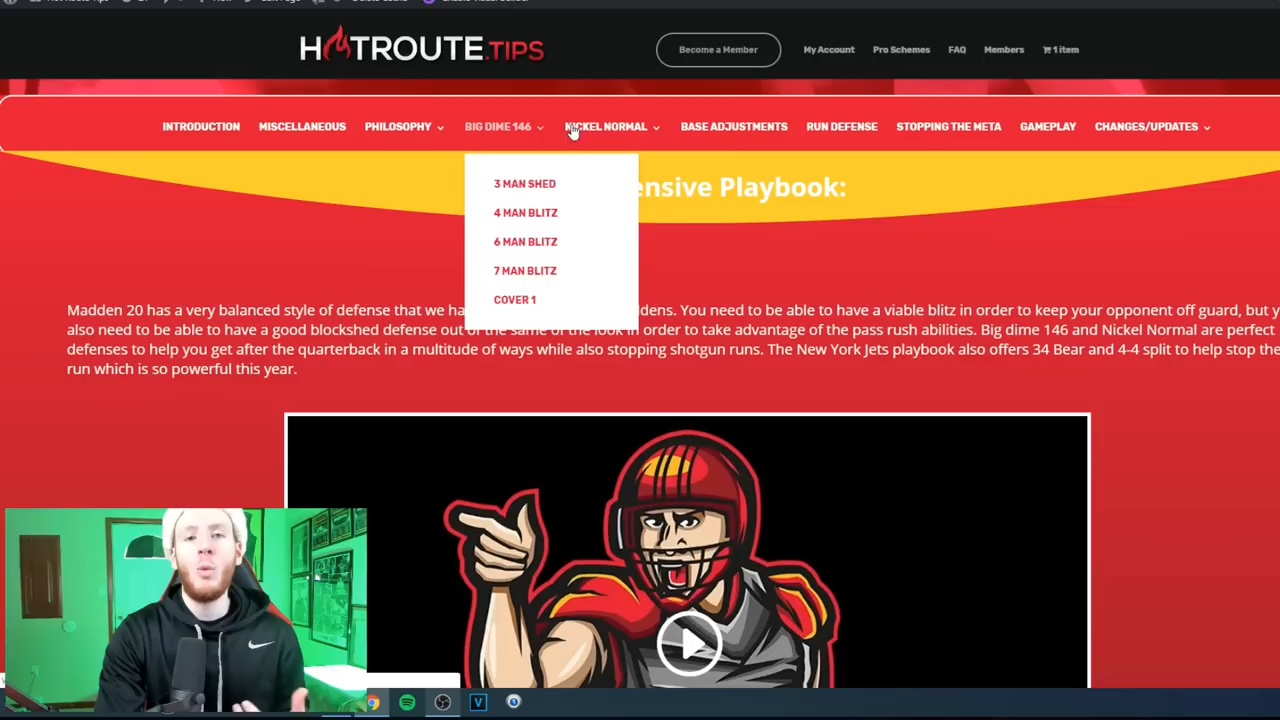 HOTROUTE.TIPS
Become a Member
My Account
Pro Schemes
FAQ
Members
1 item
INTRODUCTION
MISCELLANEOUS
PHILOSOPHY
BIG DIME 146
NICKEL NORMAL
BASE ADJUSTMENTS
RUN DEFENSE
STOPPING THE META
GAMEPLAY
CHANGES/UPDATES
3 MAN SHED
4 MAN BLITZ
6 MAN BLITZ
7 MAN BLITZ
COVER 1
ensive Playbook:
Madden 20 has a very balanced style of defense that we ha ldens. You need to be able to have a viable blitz in order to keep your opponent off guard, but y
also need to be able to have a good blockshed defense out of the same of the look in order to take advantage of the pass rush abilities. Big dime 146 and Nickel Normal are perfect
defenses to help you get after the quarterback in a multitude of ways while also stopping shotgun runs. The New York Jets playbook also offers 34 Bear and 4-4 split to help stop the
run which is so powerful this year.
V